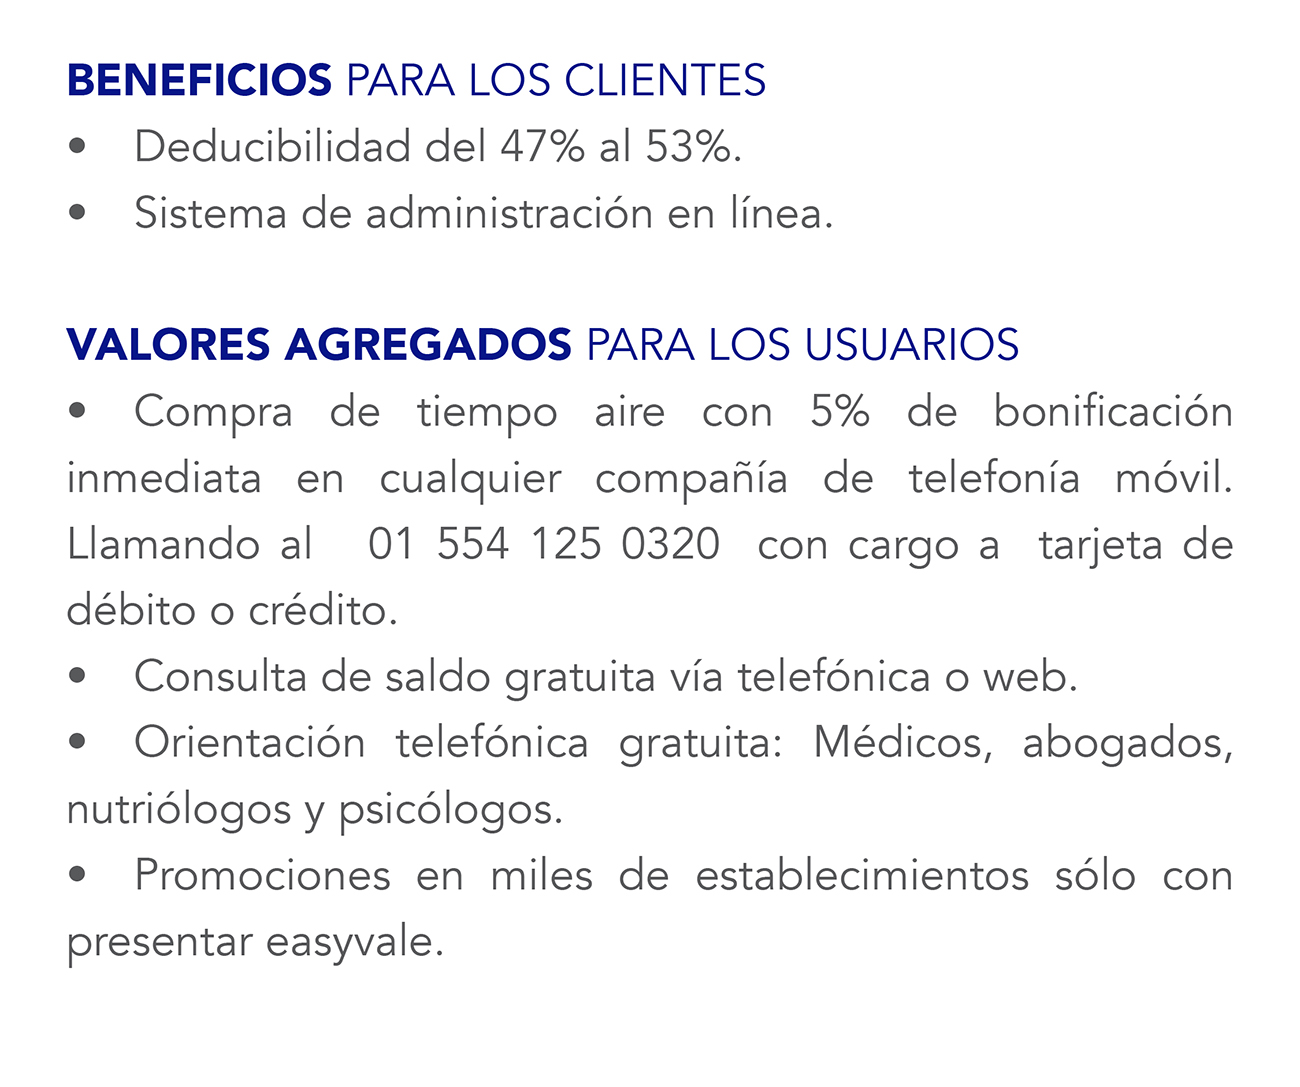 BENEFICIOS PARA LOS CLIENTES
• Deducibilidad del 47% al 53%.
• Sistema de administración en línea.
VALORES AGREGADOS PARA LOS USUARIOS
• Compra de tiempo aire con 5% de bonificación
inmediata en cualquier compañía de telefonía móvil.
Llamando al 01 554 125 0320 con cargo a tarjeta de
débito o crédito.
• Consulta de saldo gratuita vía telefónica o web.
• Orientación telefónica gratuita: Médicos, abogados,
nutriólogos y psicólogos.
• Promociones en miles de establecimientos sólo con
presentar easyvale.